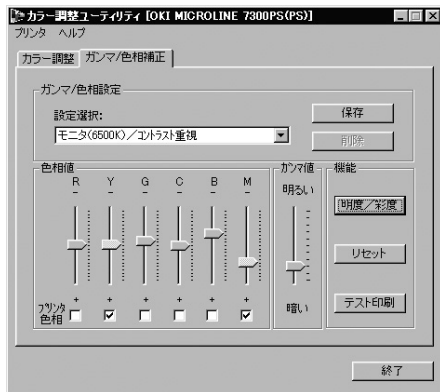 カラー調整ユーティリティ [OKI MICROLINE 7300PS(PS)]
プリンタ ヘルプ
カラー調整 ガンマ/色相補正
ガンマ/色相設定
設定選択:
モニタ(6500K)/コントラスト重視
保存
削除
色相値
R Y G C B M
- - - - - -
+ + + + + +
プリンタ
色相
ガンマ値
明るい
暗い
機能
明度/彩度
リセット
テスト印刷
終了